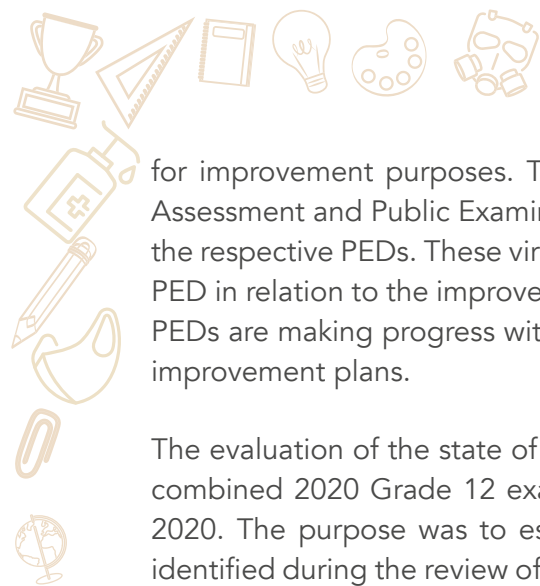 for improvement purposes. T
Assessment and Public Examin
the respective PEDs. These vir
PED in relation to the improve
PEDs are making progress wit
improvement plans.
The evaluation of the state of
combined 2020 Grade 12 exa
2020. The purpose was to es
identified during the review of